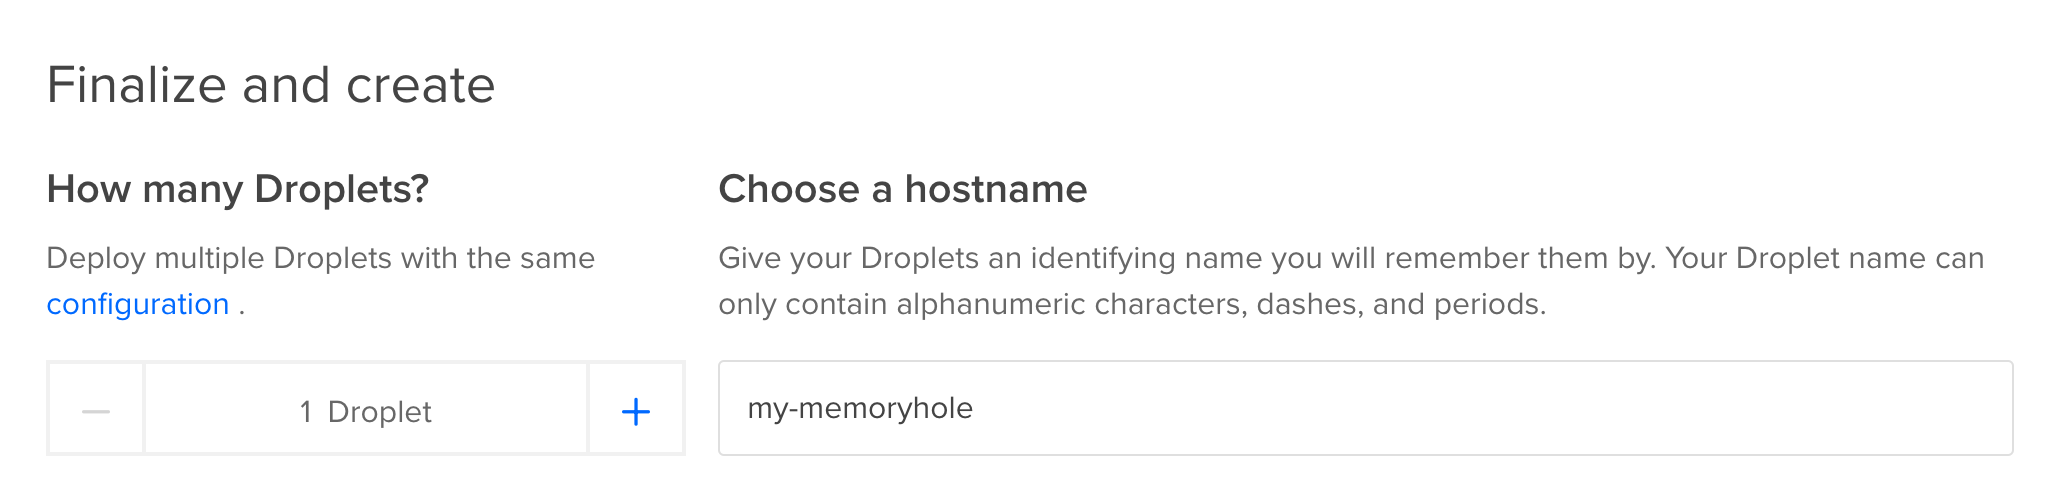 Finalize and create
How many Droplets?
Deploy multiple Droplets with the same
configuration .
1 Droplet
Choose a hostname
Give your Droplets an identifying name you will remember them by. Your Droplet name can
only contain alphanumeric characters, dashes, and periods.
my-memoryhole